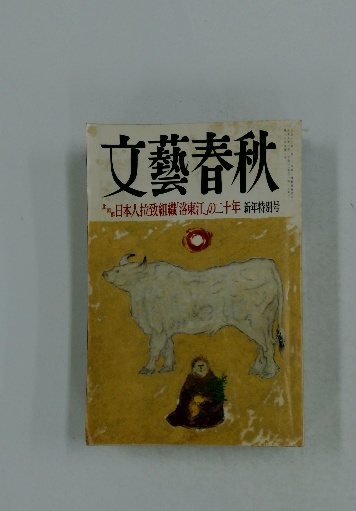 文藝春秋
日本人拉致組織「洛東江」の二十年 新年特別号